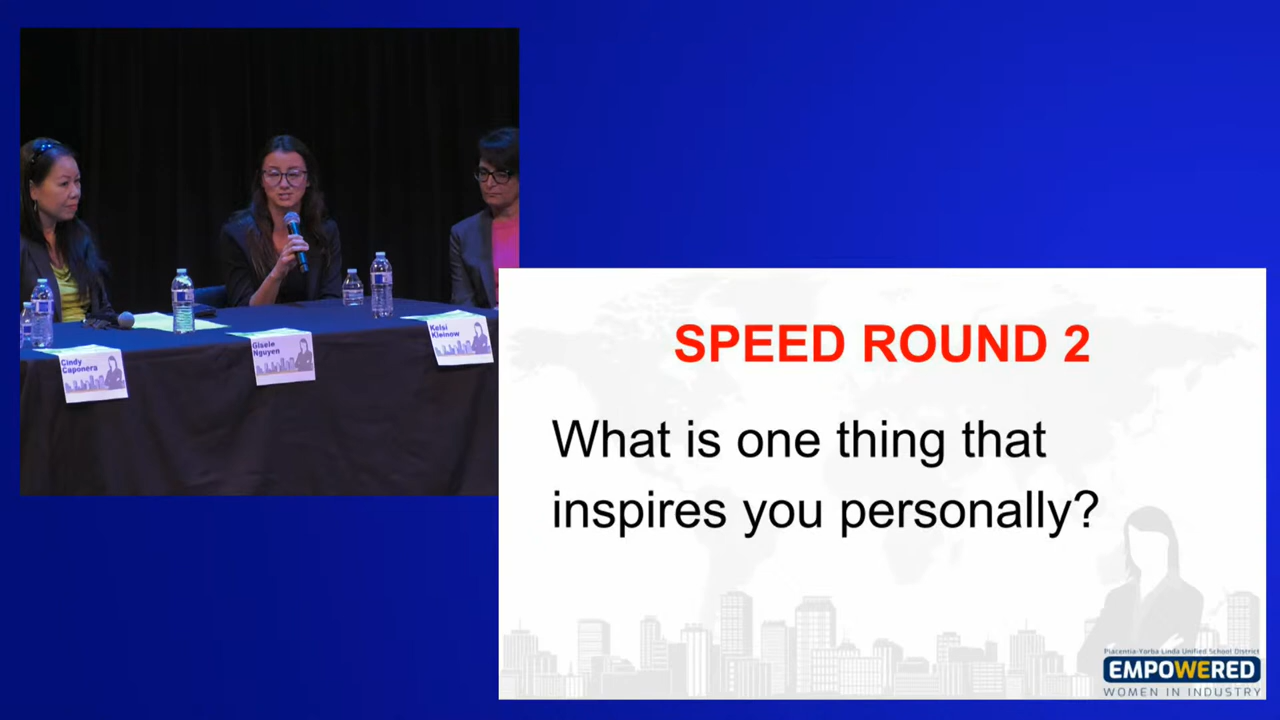 Cindy
Caponera
Gisele
Nguyen
Kelsi
Kleinow
SPEED ROUND 2
What is one thing that
inspires you personally?
Placentia-Yorba Linda Unified School District
EMPOWERED
WOMEN IN INDUSTRY